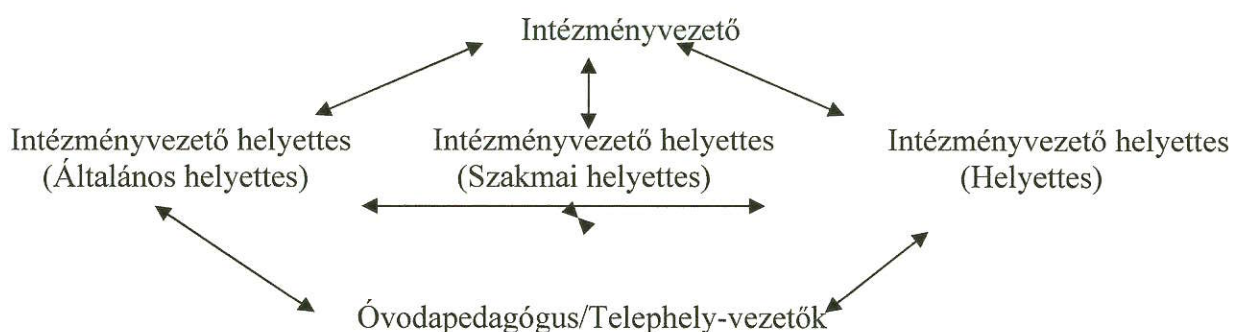 Intézményvezető
Intézményvezető helyettes Intézményvezető helyettes Intézményvezető helyettes
(Általános helyettes) (Szakmai helyettes) (Helyettes)
Óvodapedagógus/Telephely-vezetők